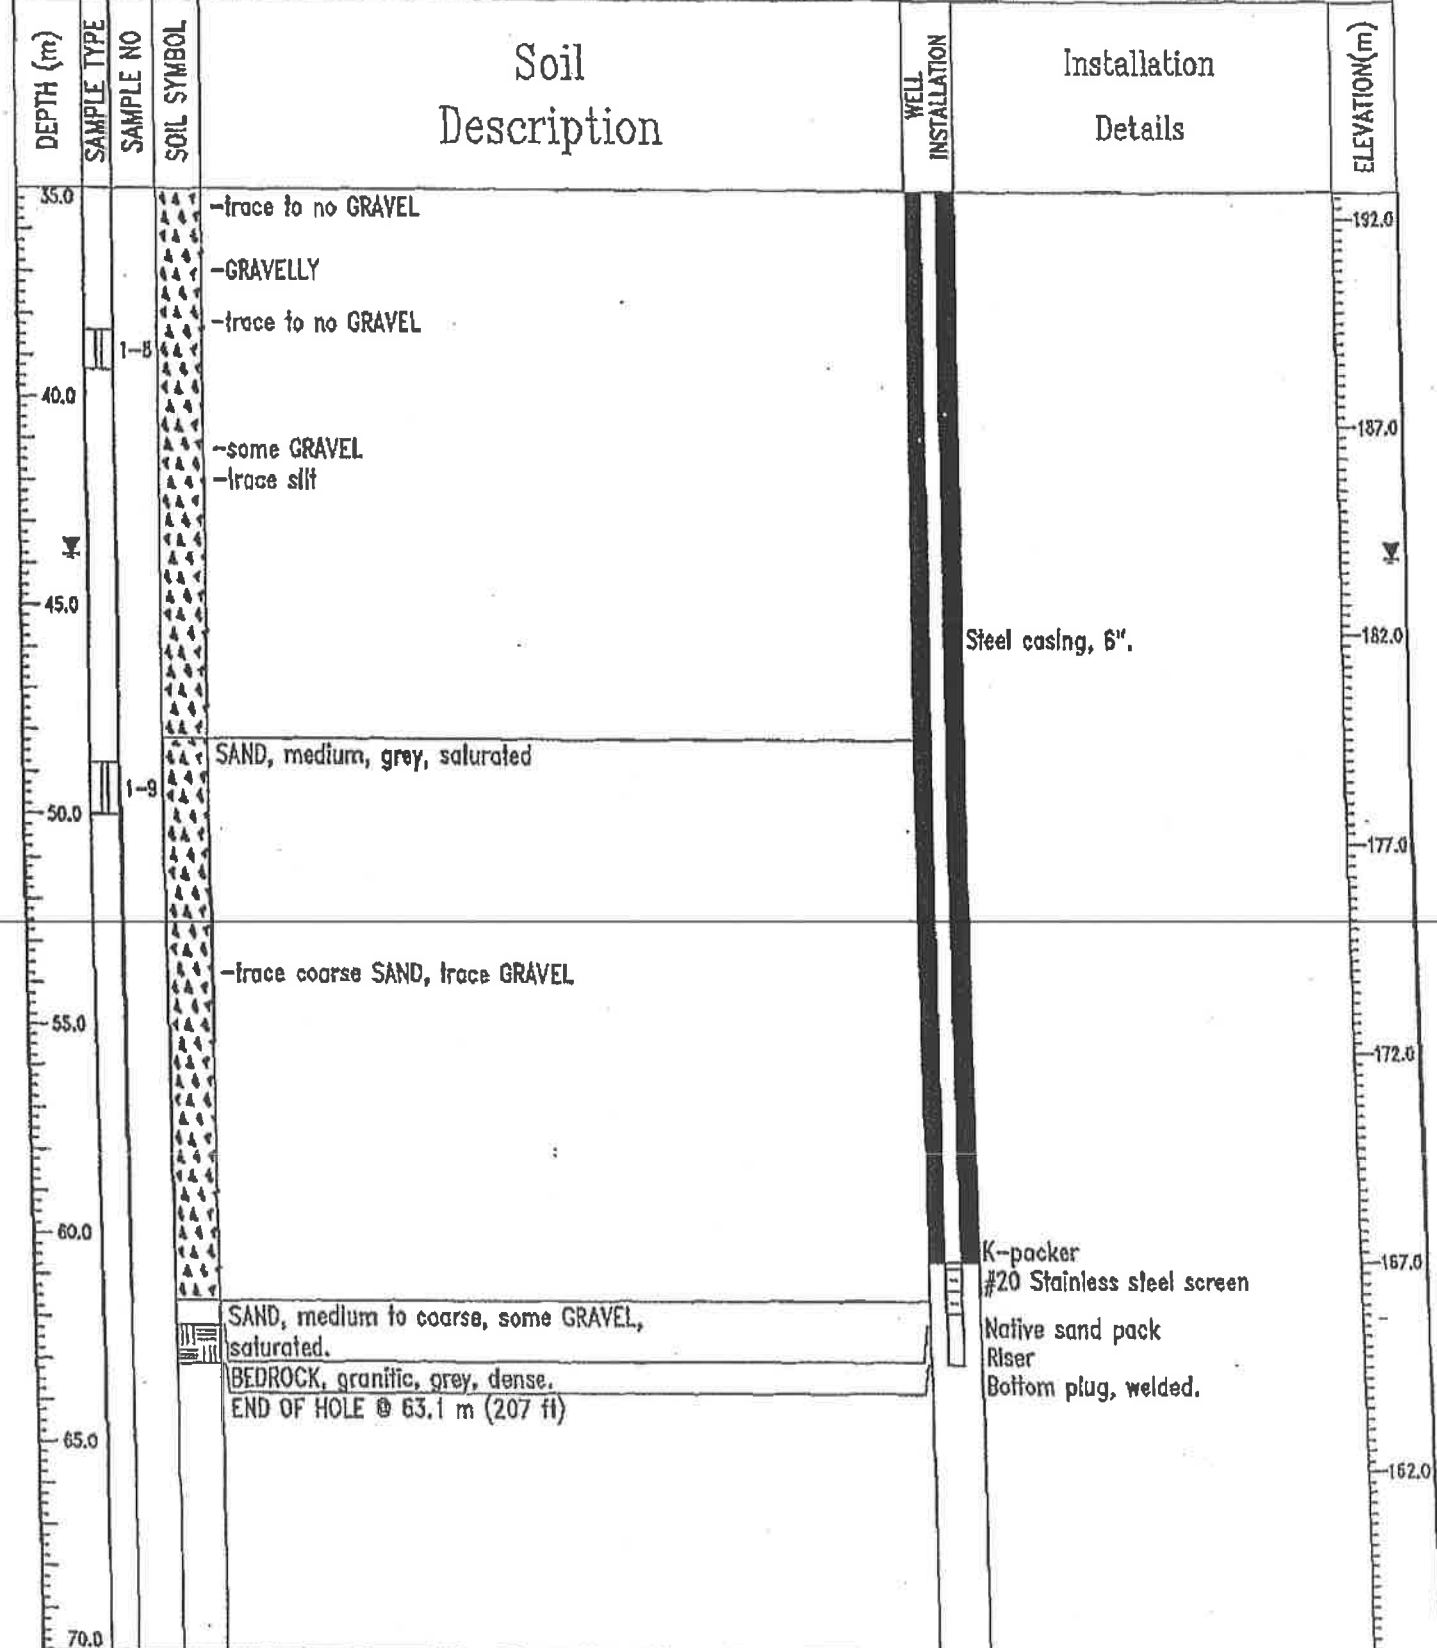 DEPTH (m)
SAMPLE TYPE
SAMPLE NO
SOIL SYMBOL
Soil
Description
WELL
INSTALLATION
Installation
Details
ELEVATION(m)
35.0
-trace to no GRAVEL
192.0
-GRAVELLY
-trace to no GRAVEL
1-8
40.0
187.0
-some GRAVEL
-trace silt
45.0
Steel casing, 6".
182.0
SAND, medium, grey, saturated
1-9
50.0
177.0
-trace coarse SAND, trace GRAVEL
55.0
172.0
60.0
K-packer
167.0
#20 Stainless steel screen
SAND, medium to coarse, some GRAVEL,
saturated.
Native sand pack
Riser
BEDROCK, granitic, grey, dense.
Bottom plug, welded.
END OF HOLE @ 63.1 m (207 ft)
65.0
162.0
70.0